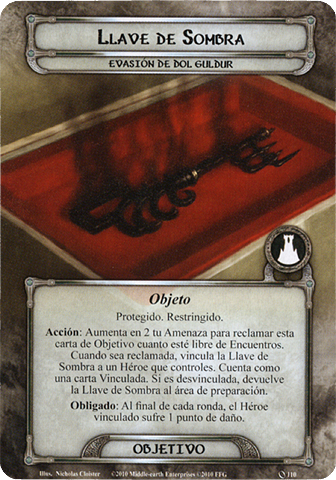 Llave de Sombra
Evasión de Dol Guldur
Objeto
Protegido. Restringido.
Acción: Aumenta en 2 tu Amenaza para reclamar esta
carta de Objetivo cuanto esté libre de Encuentros.
Cuando sea reclamada, vincula la Llave de
Sombra a un Héroe que controles. Cuenta como
una carta Vinculada. Si es desvinculada, devuelve
la Llave de Sombra al área de preparación.
Obligado: Al final de cada ronda, el Héroe
vinculado sufre 1 punto de daño.
Objetivo
Illus. Nicholas Cloister ©2010 Middle-earth Enterprises ©2010 FFG 110